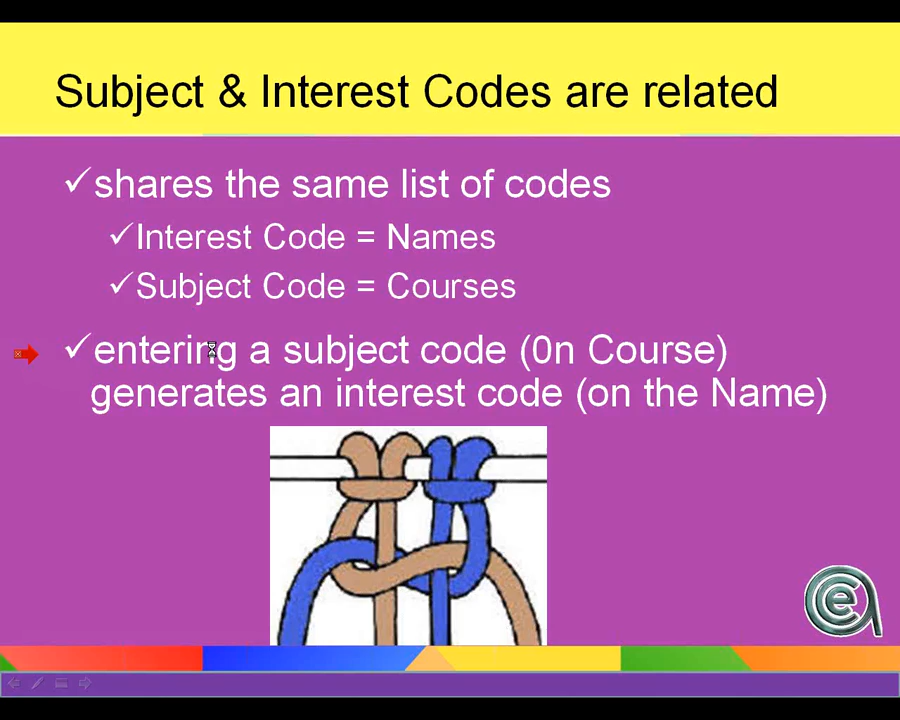 Subject & Interest Codes are related
✓shares the same list of codes
✓Interest Code = Names
✓Subject Code = Courses
✓entering a subject code (0n Course)
generates an interest code (on the Name)